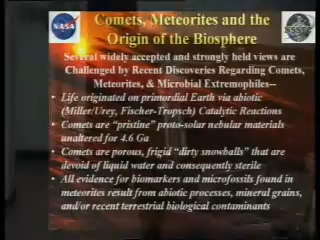 NASA
Comets, Meteorites and the
Origin of the Biosphere
Several widely accepted and strongly held views are
Challenged by Recent Discoveries Regarding Comets,
Meteorites, & Microbial Extremophiles--
• Life originated on primordial Earth via abiotic
(Miller/Urey, Fischer-Tropsch) Catalytic Reactions
• Comets are “pristine” proto-solar nebular materials
unaltered for 4.6 Ga
• Comets are porous, frigid “dirty snowballs” that are
devoid of liquid water and consequently sterile
• All evidence for biomarkers and microfossils found in
meteorites result from abiotic processes, mineral grains,
and/or recent terrestrial biological contaminants